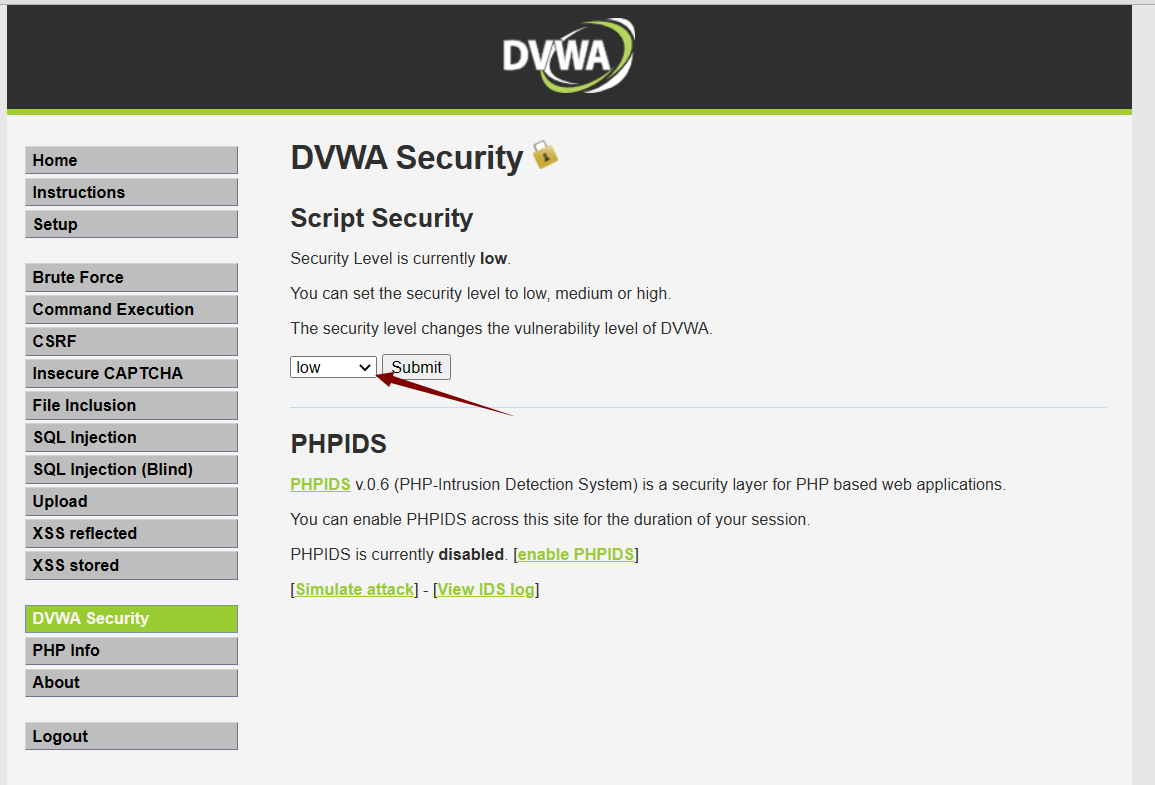 DVWA
Home
Instructions
Setup
Brute Force
Command Execution
CSRF
Insecure CAPTCHA
File Inclusion
SQL Injection
SQL Injection (Blind)
Upload
XSS reflected
XSS stored
DVWA Security
PHP Info
About
Logout
DVWA Security
Script Security
Security Level is currently low.
You can set the security level to low, medium or high.
The security level changes the vulnerability level of DVWA.
low Submit
PHPIDS
PHPIDS v.0.6 (PHP-Intrusion Detection System) is a security layer for PHP based web applications.
You can enable PHPIDS across this site for the duration of your session.
PHPIDS is currently disabled. [enable PHPIDS]
[Simulate attack] - [View IDS log]